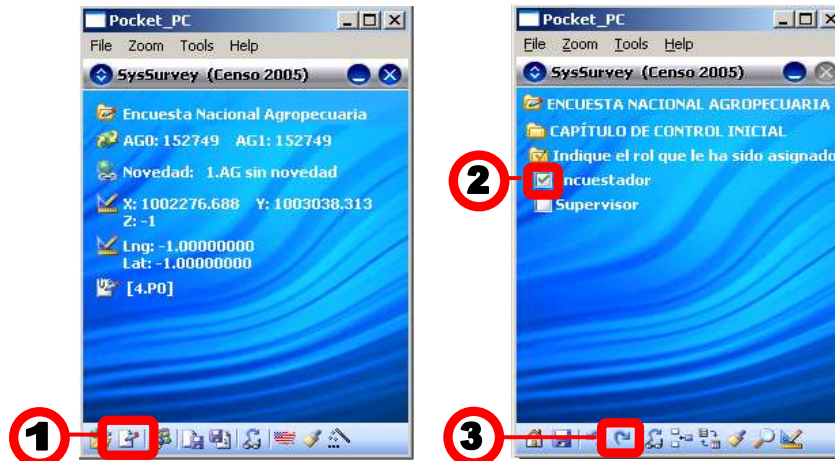 Pocket_PC
File Zoom Tools Help
SysSurvey (Censo 2005)
Encuesta Nacional Agropecuaria
AG0: 152749 AG1: 152749
Novedad: 1.AG sin novedad
X: 1002276.688 Y: 1003038.313
Z: -1
Lng: -1.00000000
Lat: -1.00000000
[4.P0]
1
Pocket_PC
File Zoom Tools Help
SysSurvey (Censo 2005)
ENCUESTA NACIONAL AGROPECUARIA
CAPÍTULO DE CONTROL INICIAL
Indique el rol que le ha sido asignado
2
ncuestador
Supervisor
3